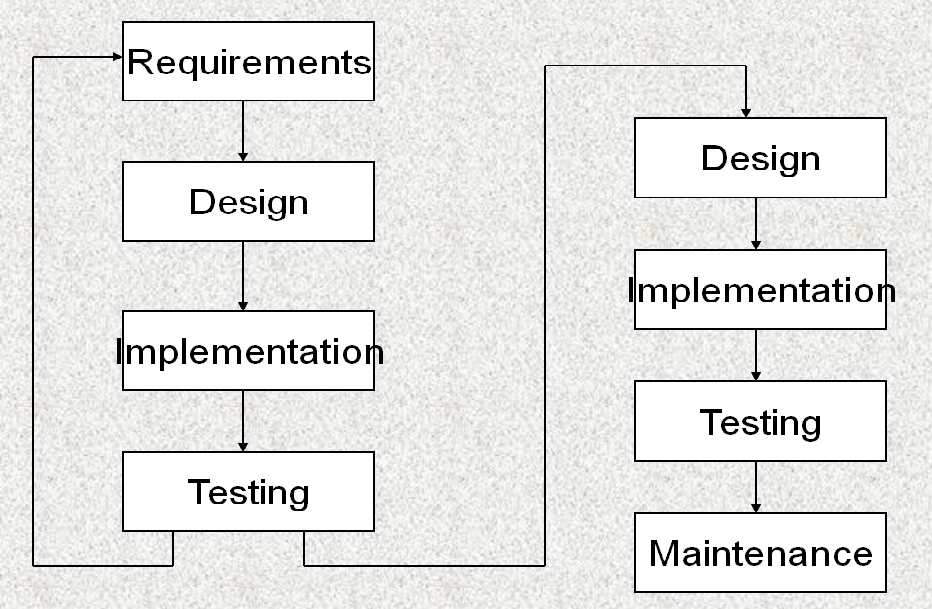 Requirements
Design
Implementation
Testing
Design
Implementation
Testing
Maintenance